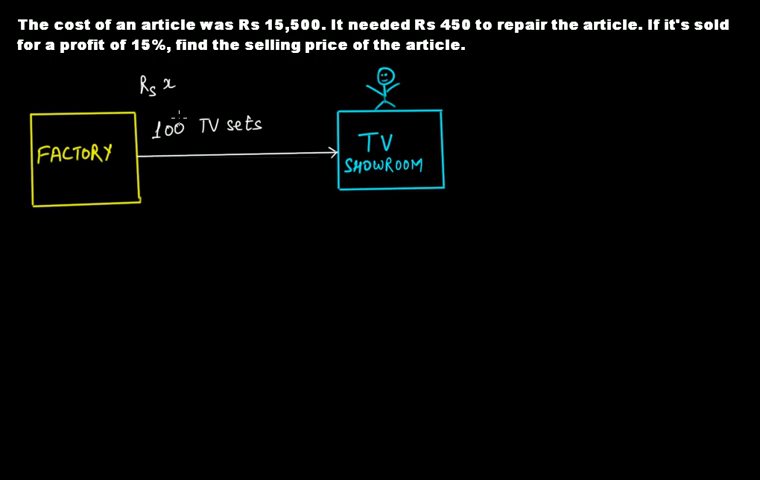 The cost of an article was Rs 15,500. It needed Rs 450 to repair the article. If it's sold
for a profit of 15%, find the selling price of the article.
Rs x
100 TV sets
FACTORY
TV
SHOWROOM